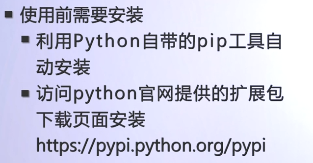 使用前需要安装
利用Python自带的pip工具自
动安装
访问python官网提供的扩展包
下载页面安装
https://pypi.python.org/pypi